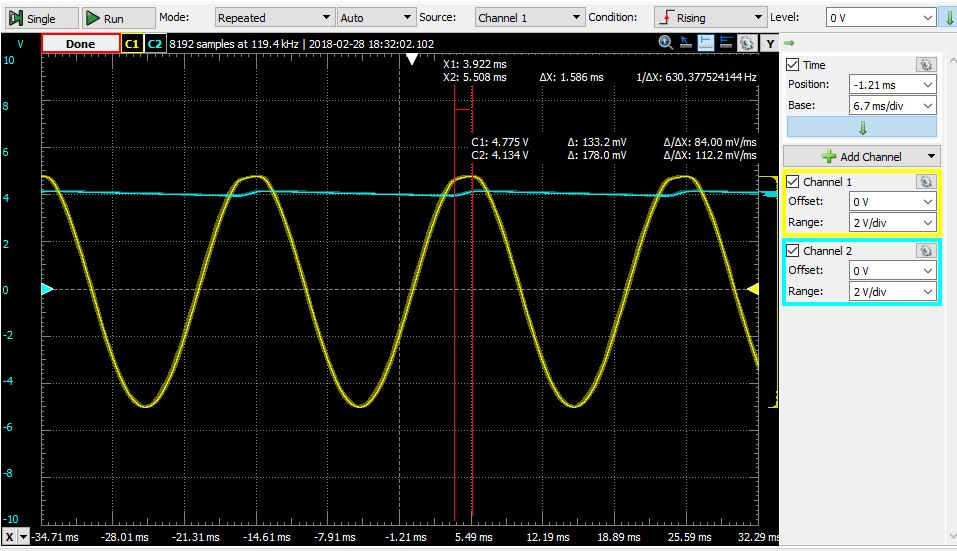 Single Run Mode: Repeated Auto Source: Channel 1 Condition: Rising Level: 0 V
V Done C1 C2 8192 samples at 119.4 kHz | 2018-02-28 18:32:02.102 Y
X1: 3.922 ms
X2: 5.508 ms ΔX: 1.586 ms 1/ΔX: 630.377524144 Hz
C1: 4.775 V Δ: 133.2 mV Δ/ΔX: 84.00 mV/ms
C2: 4.134 V Δ: 178.0 mV Δ/ΔX: 112.2 mV/ms
10
8
6
4
2
0
-2
-4
-6
-8
-10
X -34.71 ms -28.01 ms -21.31 ms -14.61 ms -7.91 ms -1.21 ms 5.49 ms 12.19 ms 18.89 ms 25.59 ms 32.29 ms
Time
Position: -1.21 ms
Base: 6.7 ms/div
Add Channel
Channel 1
Offset: 0 V
Range: 2 V/div
Channel 2
Offset: 0 V
Range: 2 V/div